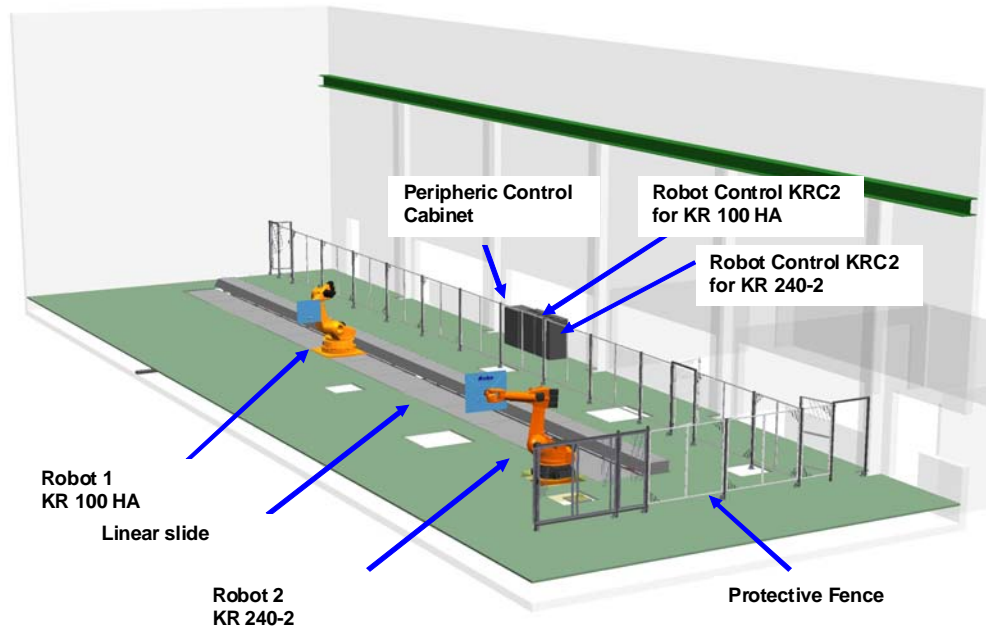 Peripheric Control
Cabinet
Robot Control KRC2
for KR 100 HA
Robot Control KRC2
for KR 240-2
Robot 1
KR 100 HA
Linear slide
Robot 2
KR 240-2
Protective Fence